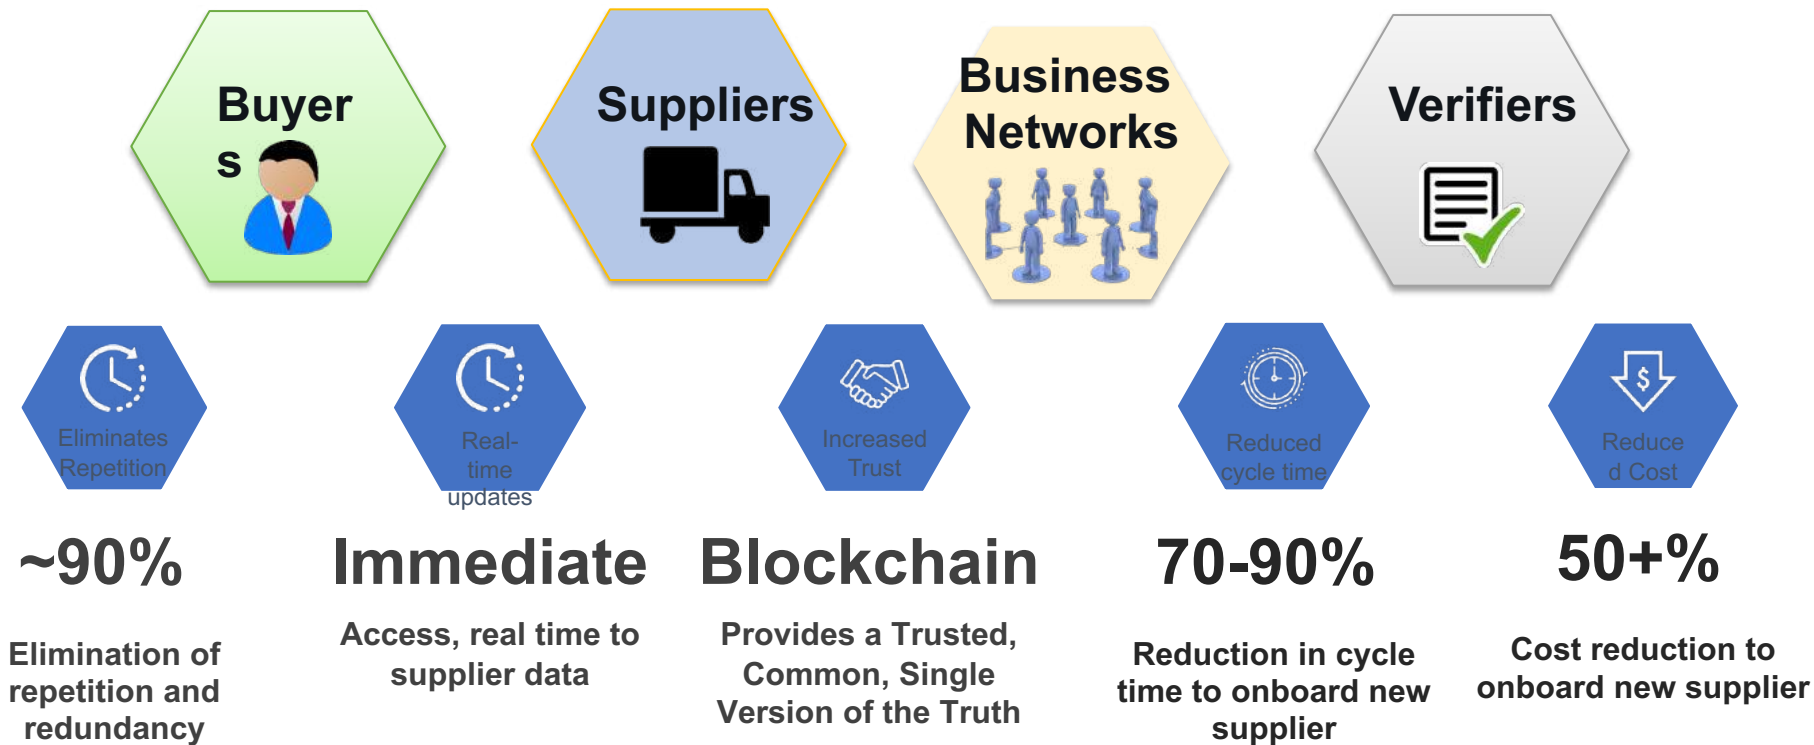 Buyer
s
Suppliers
Business
Networks
Verifiers
Eliminates
Repetition
Real-
time
updates
Increased
Trust
Reduced
cycle time
Reduce
d Cost
$
~90%
Immediate
Blockchain
70-90%
50+%
Elimination of
repetition and
redundancy
Access, real time to
supplier data
Provides a Trusted,
Common, Single
Version of the Truth
Reduction in cycle
time to onboard new
supplier
Cost reduction to
onboard new supplier